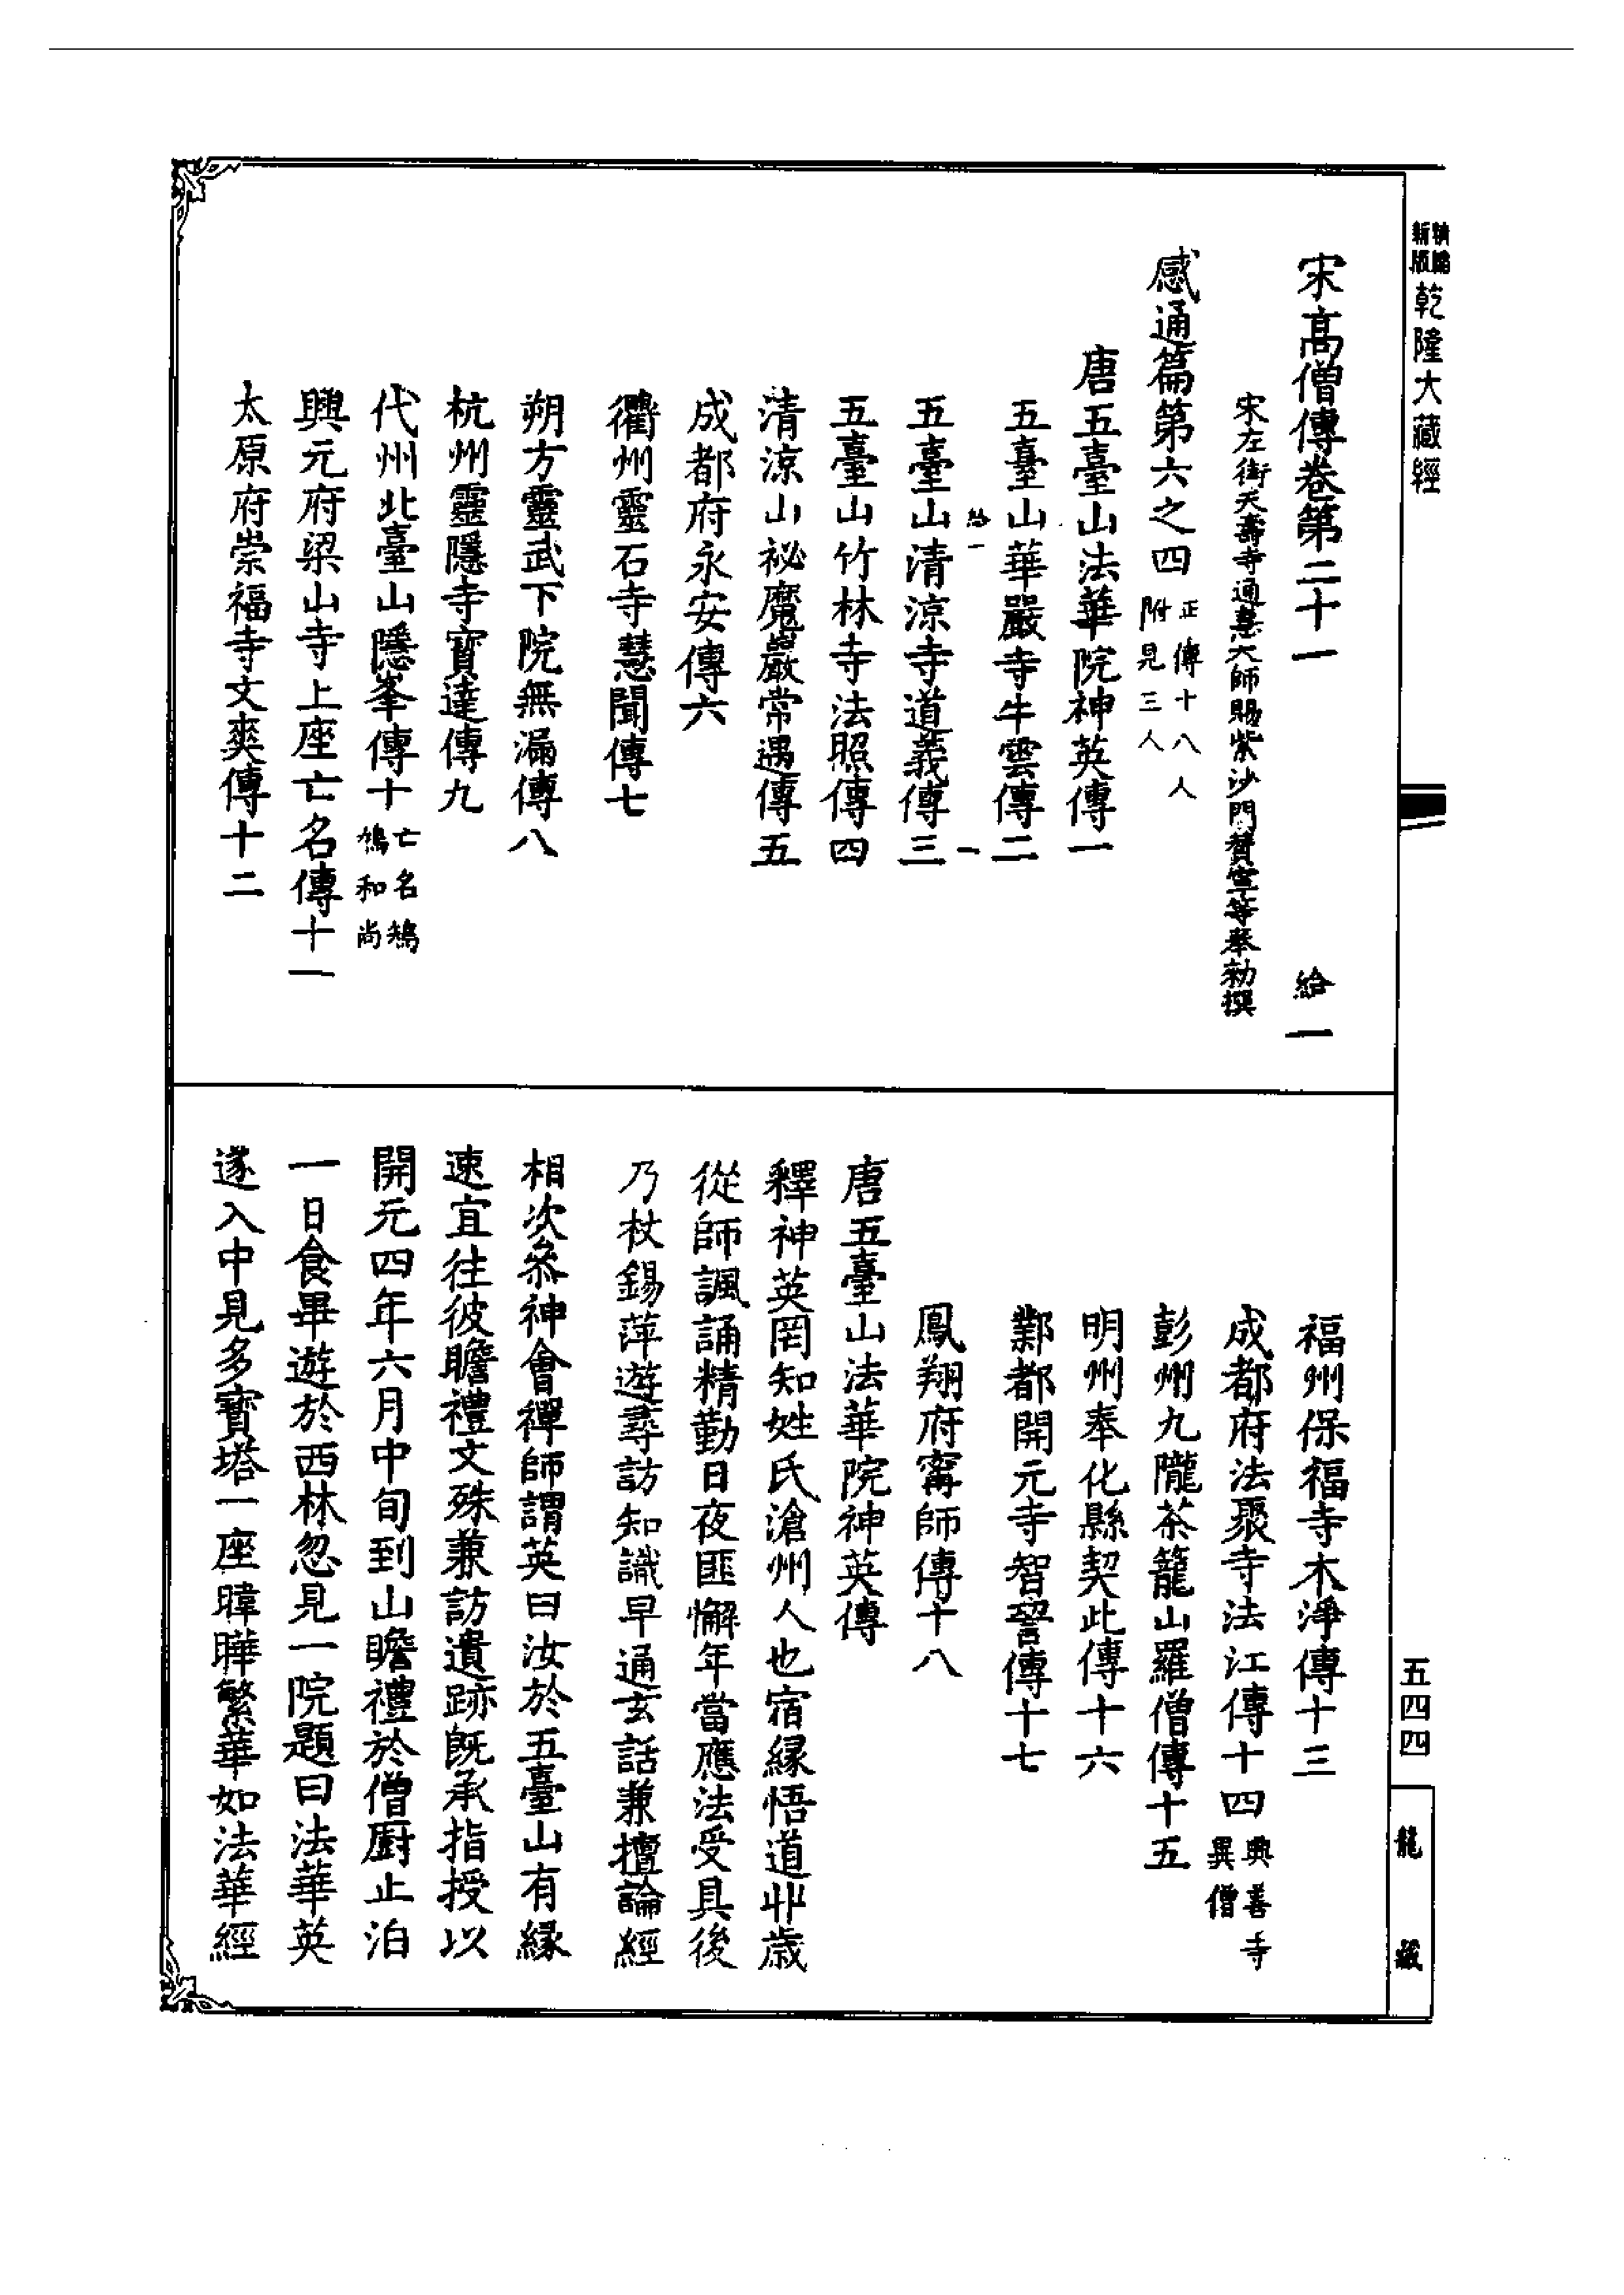 新版
精縮
乾隆大藏經
宋高僧傳卷第二十一 給一
宋左街天壽寺通慧大師賜紫沙門贊寧等奉勅撰
感通篇第六之四
正傳十八人
附見三人
唐五臺山法華院神英傳一
五臺山華嚴寺牛雲傳二
給一 一
五臺山清涼寺道義傳三
五臺山竹林寺法照傳四
清涼山祕魔巖常遇傳五
成都府永安傳六
衢州靈石寺慧聞傳七
朔方靈武下院無漏傳八
杭州靈隱寺寶達傳九
代州北臺山隱峯傳十
亡名鵚
鳩和尚
興元府梁山寺上座亡名傳十一
太原府崇福寺文爽傳十二
福州保福寺木淨傳十三
成都府法聚寺法江傳十四
興善寺
異僧
彭州九隴茶籠山羅僧傳十五
明州奉化縣契此傳十六
鄴都開元寺智䛒傳十七
鳳翔府甯師傳十八
唐五臺山法華院神英傳
釋神英罔知姓氏滄州人也宿緣悟道丱歲
從師諷誦精勤日夜匪懈年當應法受具後
乃杖錫萍遊尋訪知識早通玄話兼擅論經
相次叅神會禪師謂英曰汝於五臺山有緣
速宜往彼瞻禮文殊兼訪遺跡旣承指授以
開元四年六月中旬到山瞻禮於僧廚止泊
一日食畢遊於西林忽見一院題曰法華英
遂入中見多寶塔一座暐曄繁華如法華經
五四四
龍藏